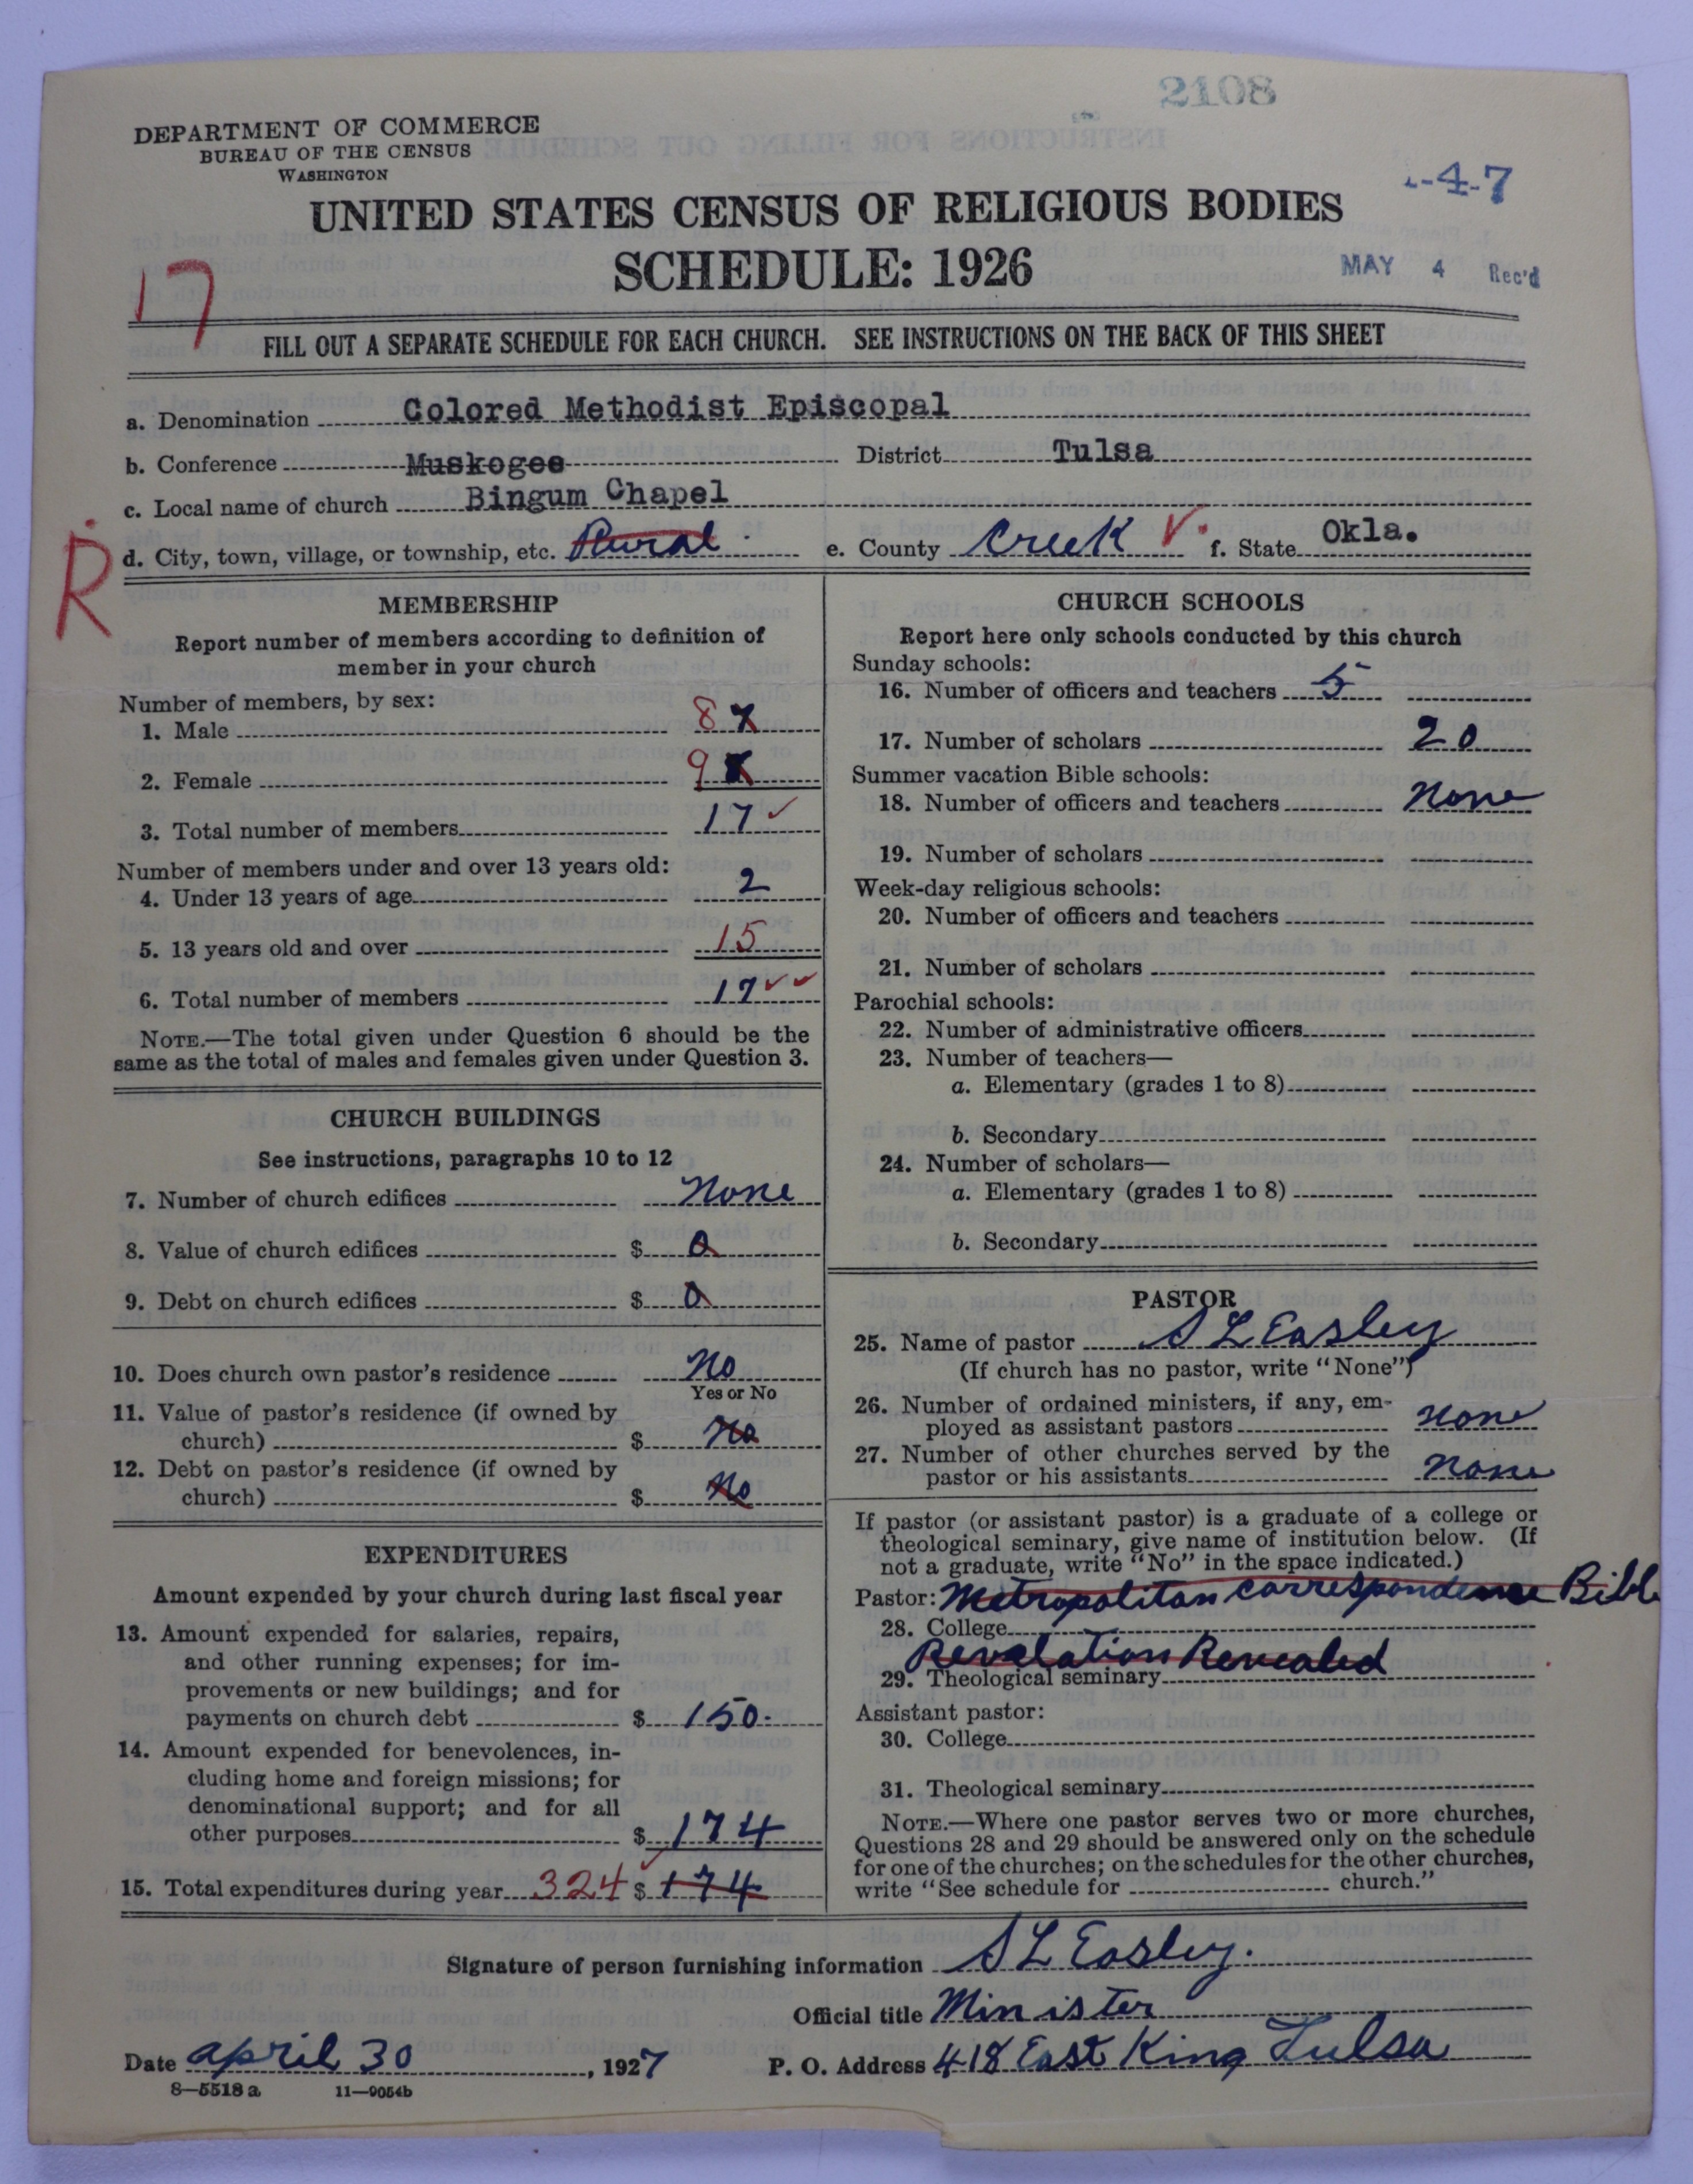 2108
DEPARTMENT OF COMMERCE
BUREAU OF THE CENSUS
WASHINGTON
-4-7
UNITED STATES CENSUS OF RELIGIOUS BODIES
SCHEDULE: 1926
MAY 4 Rec'd
17
FILL OUT A SEPARATE SCHEDULE FOR EACH CHURCH. SEE INSTRUCTIONS ON THE BACK OF THIS SHEET
a. Denomination Colored Methodist Episcopal
b. Conference Muskogee District Tulsa
c. Local name of church Bingum Chapel
R
d. City, town, village, or township, etc. Rural e. County Creek V. f. State Okla.
MEMBERSHIP
Report number of members according to definition of
member in your church
Number of members, by sex:
1. Male 8
2. Female 9
3. Total number of members 17 ✓
Number of members under and over 13 years old:
4. Under 13 years of age 2
5. 13 years old and over 15
6. Total number of members 17 ✓✓
NOTE.—The total given under Question 6 should be the
same as the total of males and females given under Question 3.
CHURCH BUILDINGS
See instructions, paragraphs 10 to 12
7. Number of church edifices None
8. Value of church edifices $ 0
9. Debt on church edifices $ 0
10. Does church own pastor's residence No
Yes or No
11. Value of pastor's residence (if owned by
church) $ No
12. Debt on pastor's residence (if owned by
church) $ No
EXPENDITURES
Amount expended by your church during last fiscal year
13. Amount expended for salaries, repairs,
and other running expenses; for im-
provements or new buildings; and for
payments on church debt $ 150.
14. Amount expended for benevolences, in-
cluding home and foreign missions; for
denominational support; and for all
other purposes $ 174
15. Total expenditures during year 324 ✓ $ 174
CHURCH SCHOOLS
Report here only schools conducted by this church
Sunday schools:
16. Number of officers and teachers 5
17. Number of scholars 20
Summer vacation Bible schools:
18. Number of officers and teachers None
19. Number of scholars
Week-day religious schools:
20. Number of officers and teachers
21. Number of scholars
Parochial schools:
22. Number of administrative officers
23. Number of teachers—
a. Elementary (grades 1 to 8)
b. Secondary
24. Number of scholars—
a. Elementary (grades 1 to 8)
b. Secondary
PASTOR
25. Name of pastor S L Easley
(If church has no pastor, write "None")
26. Number of ordained ministers, if any, em-
ployed as assistant pastors none
27. Number of other churches served by the
pastor or his assistants none
If pastor (or assistant pastor) is a graduate of a college or
theological seminary, give name of institution below. (If
not a graduate, write "No" in the space indicated.)
Pastor: Metropolitan Correspondence Bible
28. College
Revelation Revealed
29. Theological seminary
Assistant pastor:
30. College
31. Theological seminary
NOTE.—Where one pastor serves two or more churches,
Questions 28 and 29 should be answered only on the schedule
for one of the churches; on the schedules for the other churches,
write "See schedule for church."
Signature of person furnishing information S L Easley.
Official title Minister
Date april 30, 1927 P. O. Address 418 East King Tulsa
8—5518 a 11—9054b